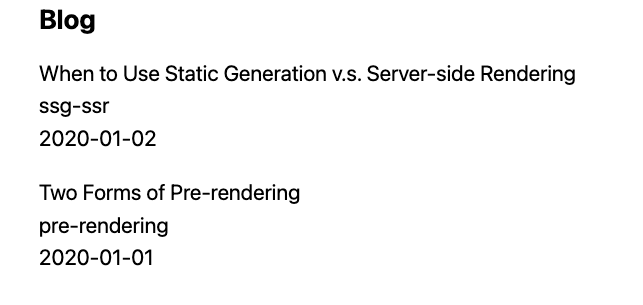 Blog
When to Use Static Generation v.s. Server-side Rendering
ssg-ssr
2020-01-02
Two Forms of Pre-rendering
pre-rendering
2020-01-01